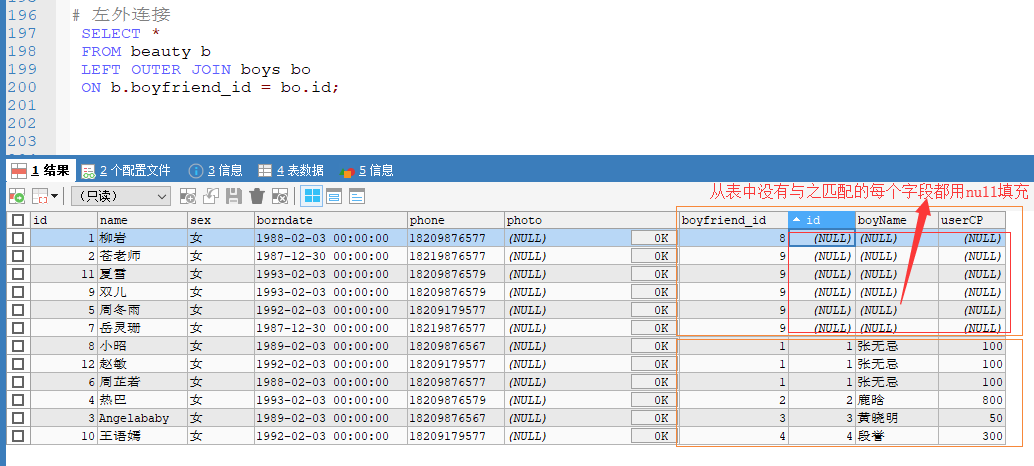 196 # 左外连接
197 SELECT *
198 FROM beauty b
199 LEFT OUTER JOIN boys bo
200 ON b.boyfriend_id = bo.id;
201
202
203
1 结果 2 个配置文件 3 信息 4 表数据 5 信息
(只读)
从表中没有与之匹配的每个字段都用null填充
id name sex borndate phone photo boyfriend_id id boyName userCP
1 柳岩 女 1988-02-03 00:00:00 18209876577 (NULL) 0K 8 (NULL) (NULL) (NULL)
2 苍老师 女 1987-12-30 00:00:00 18219876577 (NULL) 0K 9 (NULL) (NULL) (NULL)
11 夏雪 女 1993-02-03 00:00:00 18209876579 (NULL) 0K 9 (NULL) (NULL) (NULL)
9 双儿 女 1993-02-03 00:00:00 18209876579 (NULL) 0K 9 (NULL) (NULL) (NULL)
5 周冬雨 女 1992-02-03 00:00:00 18209179577 (NULL) 0K 9 (NULL) (NULL) (NULL)
7 岳灵珊 女 1987-12-30 00:00:00 18219876577 (NULL) 0K 9 (NULL) (NULL) (NULL)
8 小昭 女 1989-02-03 00:00:00 18209876567 (NULL) 0K 1 1 张无忌 100
12 赵敏 女 1992-02-03 00:00:00 18209179577 (NULL) 0K 1 1 张无忌 100
6 周芷若 女 1988-02-03 00:00:00 18209876577 (NULL) 0K 1 1 张无忌 100
4 热巴 女 1993-02-03 00:00:00 18209876579 (NULL) 0K 2 2 鹿晗 800
3 Angelababy 女 1989-02-03 00:00:00 18209876567 (NULL) 0K 3 3 黄晓明 50
10 王语嫣 女 1992-02-03 00:00:00 18209179577 (NULL) 0K 4 4 段誉 300